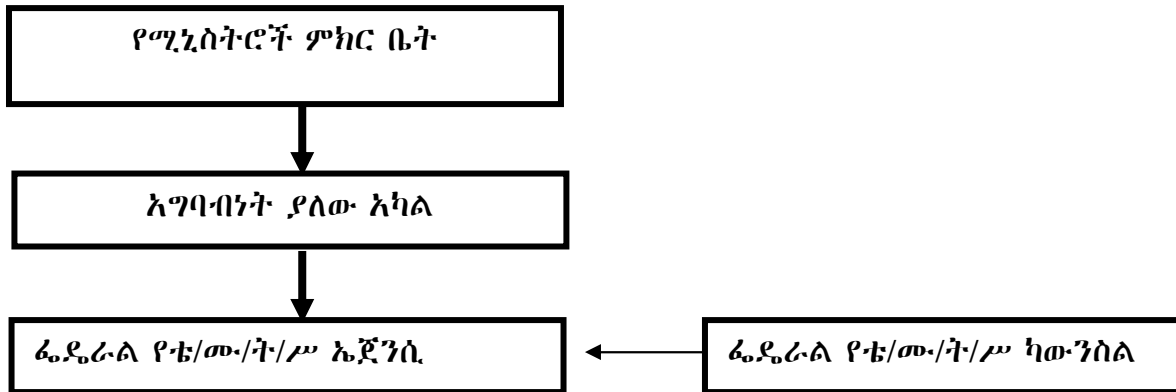 የሚኒስትሮች ምክር ቤት
አግባብነት ያለው አካል
ፌዴራል የቴ/ሙ/ት/ሥ ኤጀንሲ
ፌዴራል የቴ/ሙ/ት/ሥ ካውንስል